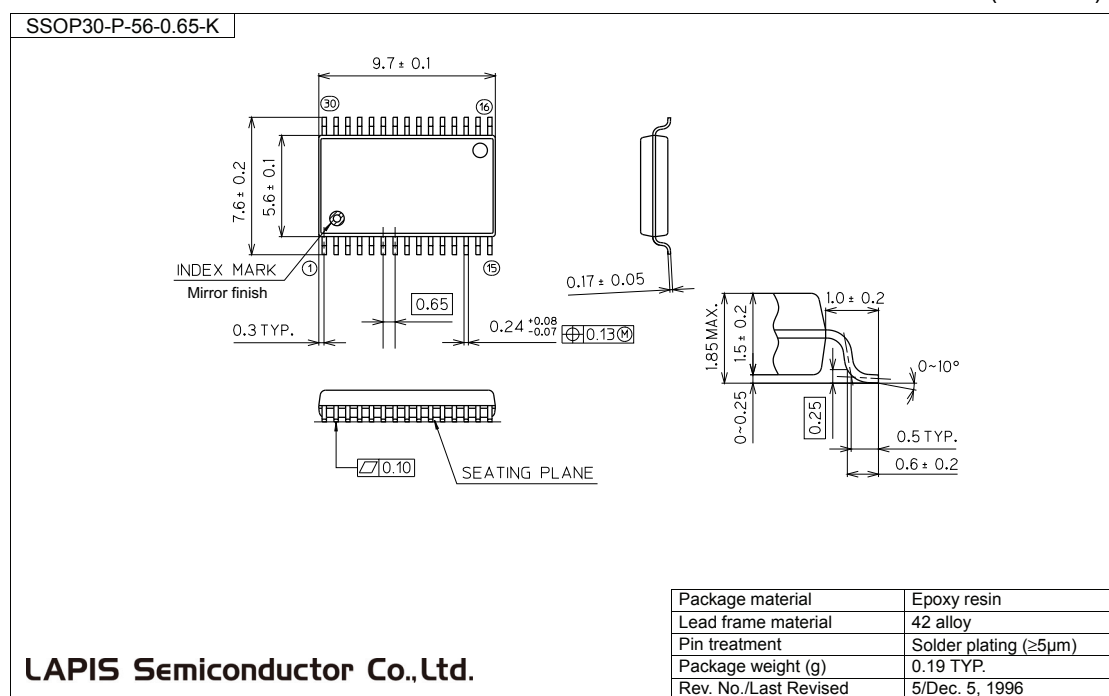 SSOP30-P-56-0.65-K
9.7± 0.1
30
16
7.6± 0.2
5.6± 0.1
1
15
INDEX MARK
Mirror finish
0.65
0.3 TYP.
0.24 +0.08 -0.07
0.13 Ⓜ
0.17± 0.05
1.0± 0.2
1.85 MAX.
1.5± 0.2
0~0.25
0.25
0~10°
0.5 TYP.
0.6± 0.2
0.10
SEATING PLANE
Package material Epoxy resin
Lead frame material 42 alloy
Pin treatment Solder plating (≥5μm)
Package weight (g) 0.19 TYP.
Rev. No./Last Revised 5/Dec. 5, 1996
LAPIS Semiconductor Co.,Ltd.